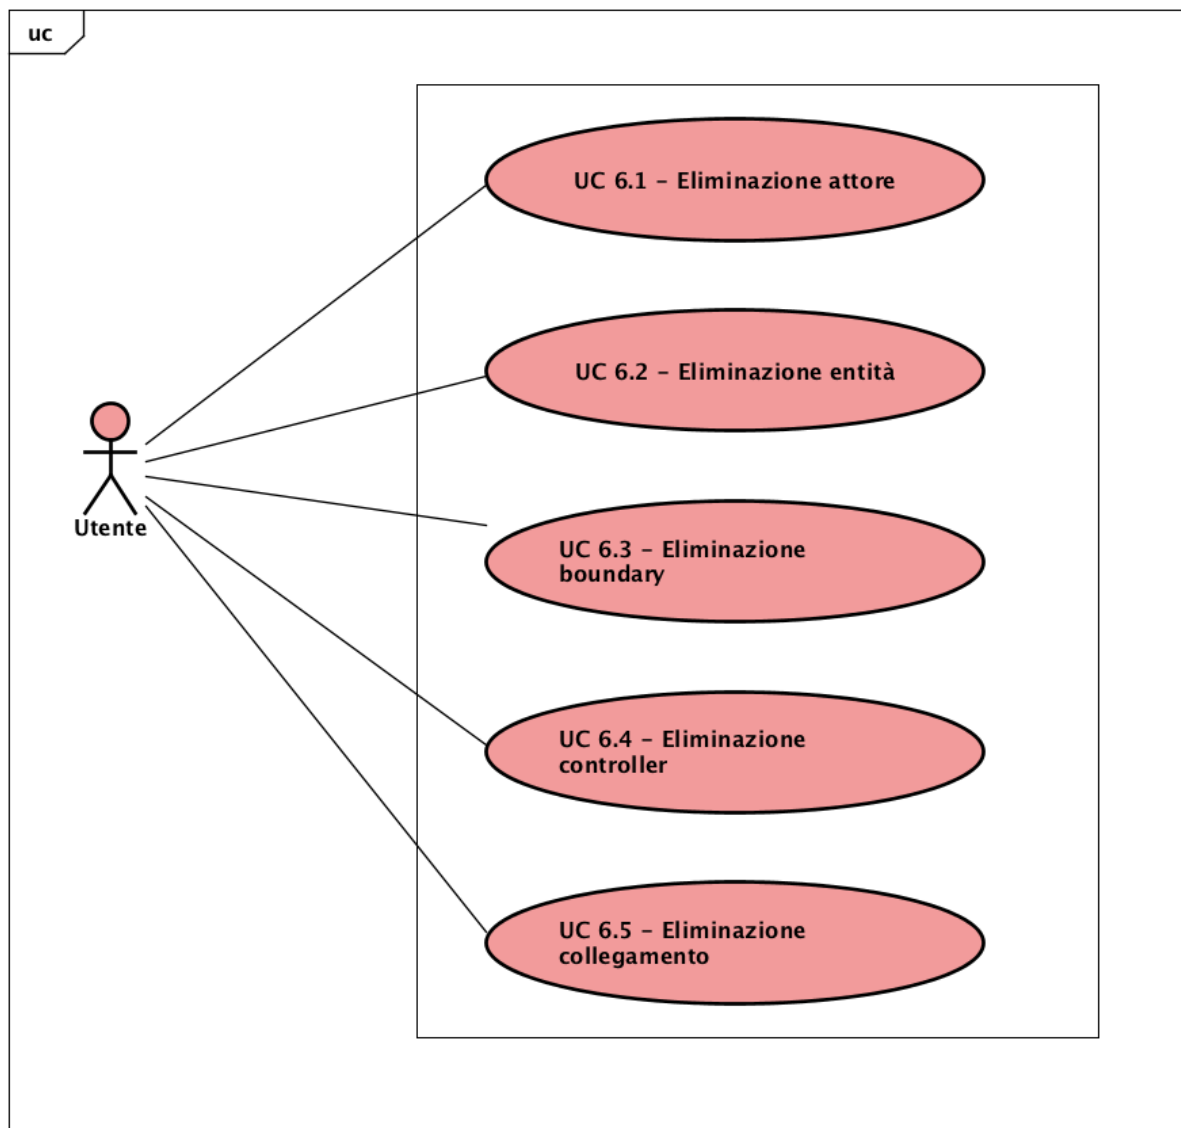 uc
UC 6.1 – Eliminazione attore
UC 6.2 – Eliminazione entità
Utente
UC 6.3 – Eliminazione
boundary
UC 6.4 – Eliminazione
controller
UC 6.5 – Eliminazione
collegamento